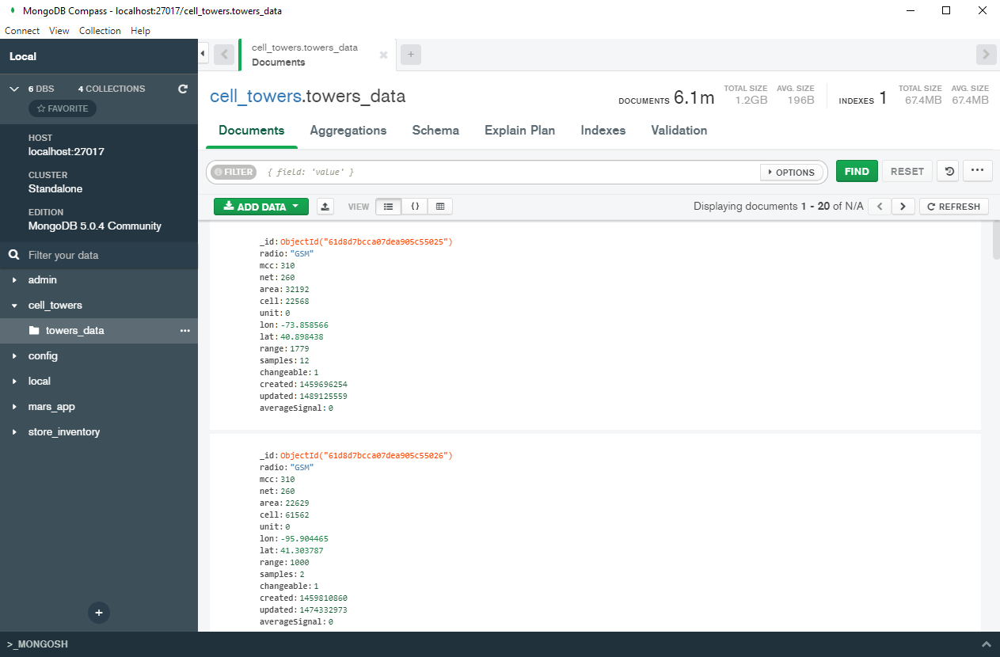 MongoDB Compass - localhost:27017/cell_towers.towers_data
Connect View Collection Help
Local
6 DBS 4 COLLECTIONS
FAVORITE
HOST
localhost:27017
CLUSTER
Standalone
EDITION
MongoDB 5.0.4 Community
Filter your data
admin
cell_towers
towers_data
config
local
mars_app
store_inventory
cell_towers.towers_data
Documents
cell_towers.towers_data
DOCUMENTS 6.1m
TOTAL SIZE
1.2GB
AVG. SIZE
196B
INDEXES 1
TOTAL SIZE
67.4MB
AVG. SIZE
67.4MB
Documents Aggregations Schema Explain Plan Indexes Validation
FILTER { field: 'value' } OPTIONS FIND RESET
ADD DATA VIEW {} Displaying documents 1 - 20 of N/A REFRESH
_id: ObjectId("61d8d7bcca07dea905c55025")
radio: "GSM"
mcc: 310
net: 260
area: 32192
cell: 22568
unit: 0
lon: -73.858566
lat: 40.898438
range: 1779
samples: 12
changeable: 1
created: 1459696254
updated: 1489125559
averageSignal: 0
_id: ObjectId("61d8d7bcca07dea905c55026")
radio: "GSM"
mcc: 310
net: 260
area: 22629
cell: 61562
unit: 0
lon: -95.904465
lat: 41.303787
range: 1000
samples: 2
changeable: 1
created: 1459810860
updated: 1474332973
averageSignal: 0
>_MONGOSH